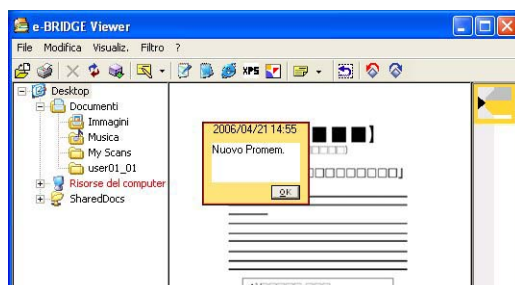 e-BRIDGE Viewer
File Modifica Visualiz. Filtro ?
XPS
Desktop
Documenti
Immagini
Musica
My Scans
user01_01
Risorse del computer
SharedDocs
2006/04/21 14:55
Nuovo Promem.
OK